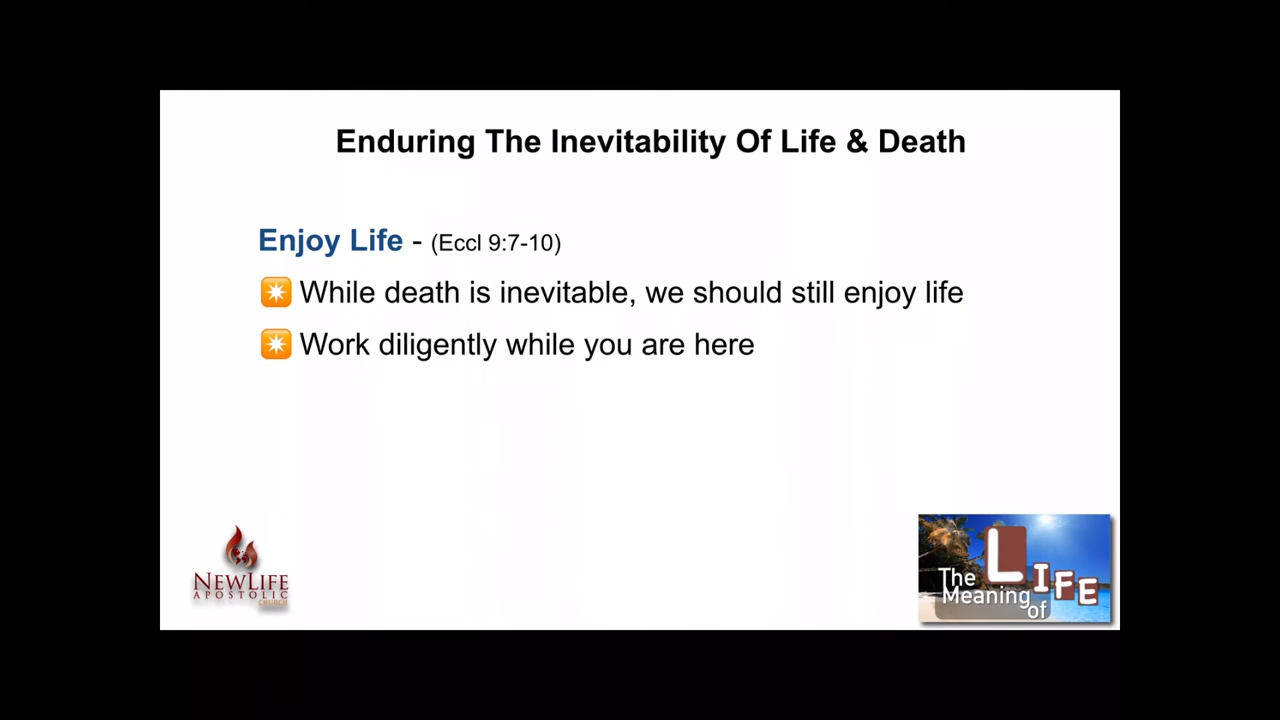 Enduring The Inevitability Of Life & Death
Enjoy Life - (Eccl 9:7-10)
While death is inevitable, we should still enjoy life
Work diligently while you are here
NEWLIFE
APOSTOLIC
CHURCH
The
Meaning
of
LIFE